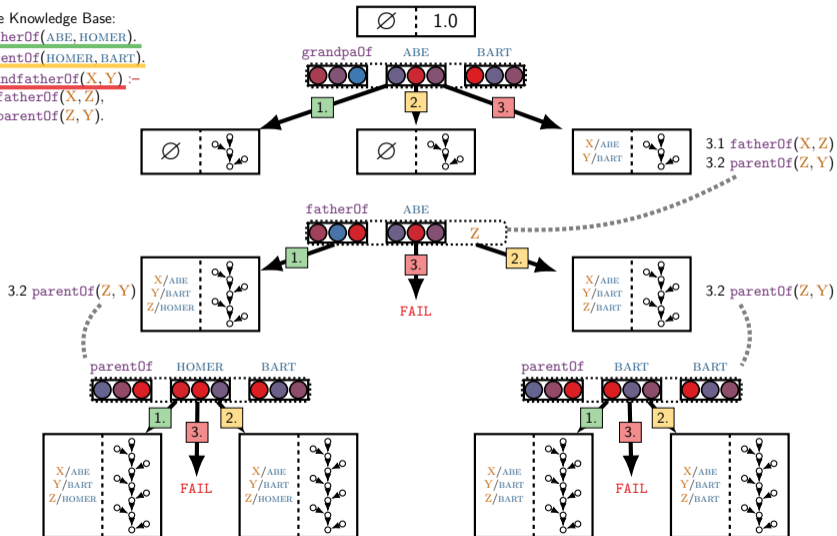 e Knowledge Base:
herOf(ABE, HOMER).
entOf(HOMER, BART).
ndfatherOf(X, Y) :–
fatherOf(X, Z),
parentOf(Z, Y).
∅ 1.0
grandpaOf ABE BART
1. 2. 3.
∅
∅
X/ABE
Y/BART
3.1 fatherOf(X, Z)
3.2 parentOf(Z, Y)
fatherOf ABE
Z
1. 3. 2.
FAIL
3.2 parentOf(Z, Y)
X/ABE
Y/BART
Z/HOMER
X/ABE
Y/BART
Z/BART
3.2 parentOf(Z, Y)
parentOf HOMER BART
1. 3. 2.
FAIL
X/ABE
Y/BART
Z/HOMER
X/ABE
Y/BART
Z/HOMER
parentOf BART BART
1. 3. 2.
FAIL
X/ABE
Y/BART
Z/BART
X/ABE
Y/BART
Z/BART